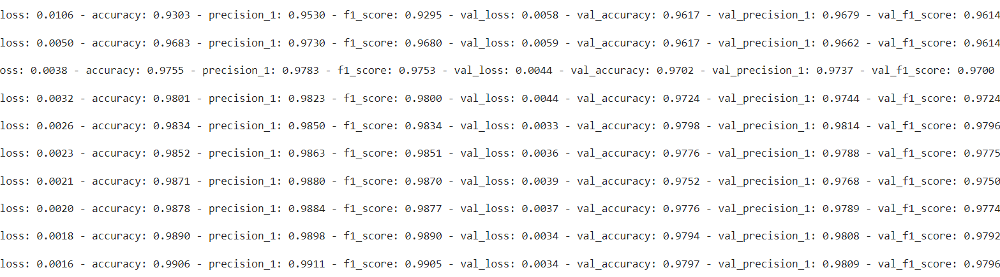 loss: 0.0106 - accuracy: 0.9303 - precision_1: 0.9530 - f1_score: 0.9295 - val_loss: 0.0058 - val_accuracy: 0.9617 - val_precision_1: 0.9679 - val_f1_score: 0.9614
loss: 0.0050 - accuracy: 0.9683 - precision_1: 0.9730 - f1_score: 0.9680 - val_loss: 0.0059 - val_accuracy: 0.9617 - val_precision_1: 0.9662 - val_f1_score: 0.9614
oss: 0.0038 - accuracy: 0.9755 - precision_1: 0.9783 - f1_score: 0.9753 - val_loss: 0.0044 - val_accuracy: 0.9702 - val_precision_1: 0.9737 - val_f1_score: 0.9700
loss: 0.0032 - accuracy: 0.9801 - precision_1: 0.9823 - f1_score: 0.9800 - val_loss: 0.0044 - val_accuracy: 0.9724 - val_precision_1: 0.9744 - val_f1_score: 0.9724
loss: 0.0026 - accuracy: 0.9834 - precision_1: 0.9850 - f1_score: 0.9834 - val_loss: 0.0033 - val_accuracy: 0.9798 - val_precision_1: 0.9814 - val_f1_score: 0.9796
loss: 0.0023 - accuracy: 0.9852 - precision_1: 0.9863 - f1_score: 0.9851 - val_loss: 0.0036 - val_accuracy: 0.9776 - val_precision_1: 0.9788 - val_f1_score: 0.9775
loss: 0.0021 - accuracy: 0.9871 - precision_1: 0.9880 - f1_score: 0.9870 - val_loss: 0.0039 - val_accuracy: 0.9752 - val_precision_1: 0.9768 - val_f1_score: 0.9750
loss: 0.0020 - accuracy: 0.9878 - precision_1: 0.9884 - f1_score: 0.9877 - val_loss: 0.0037 - val_accuracy: 0.9776 - val_precision_1: 0.9789 - val_f1_score: 0.9774
loss: 0.0018 - accuracy: 0.9890 - precision_1: 0.9898 - f1_score: 0.9890 - val_loss: 0.0034 - val_accuracy: 0.9794 - val_precision_1: 0.9808 - val_f1_score: 0.9792
loss: 0.0016 - accuracy: 0.9906 - precision_1: 0.9911 - f1_score: 0.9905 - val_loss: 0.0034 - val_accuracy: 0.9797 - val_precision_1: 0.9809 - val_f1_score: 0.9796